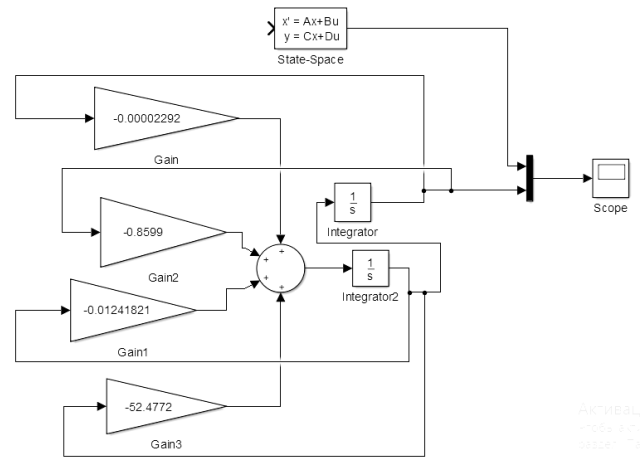 x' = Ax+Bu
y = Cx+Du
State-Space
-0.00002292
Gain
-0.8599
Gain2
+
+
+
+
1
s
Integrator
1
s
Integrator2
Scope
-0.01241821
Gain1
-52.4772
Gain3